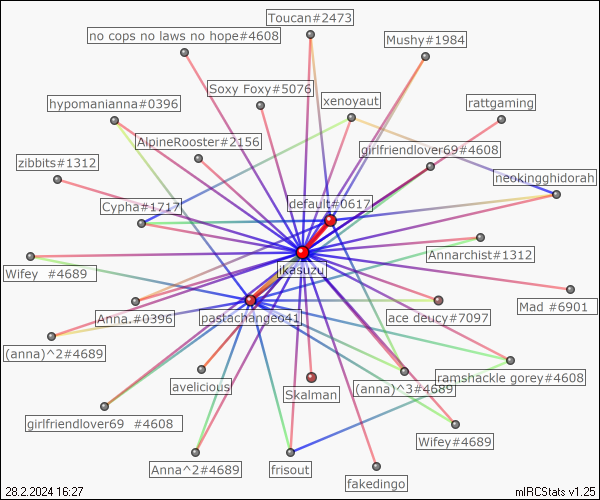 Toucan#2473
no cops no laws no hope#4608
Mushy#1984
Soxy Foxy#5076
xenoyaut
rattgaming
hypomanianna#0396
AlpineRooster#2156
girlfriendlover69#4608
zibbits#1312
neokingghidorah
default#0617
Cypha#1717
Annarchist#1312
ikasuzu
Wifey  #4689
Mad #6901
Anna.#0396
pastachangeo41
ace deucy#7097
(anna)^2#4689
ramshackle gorey#4608
avelicious
Skalman
(anna)^3#4689
girlfriendlover69  #4608
Wifey#4689
Anna^2#4689
frisout
fakedingo
28.2.2024 16:27
mIRCStats v1.25